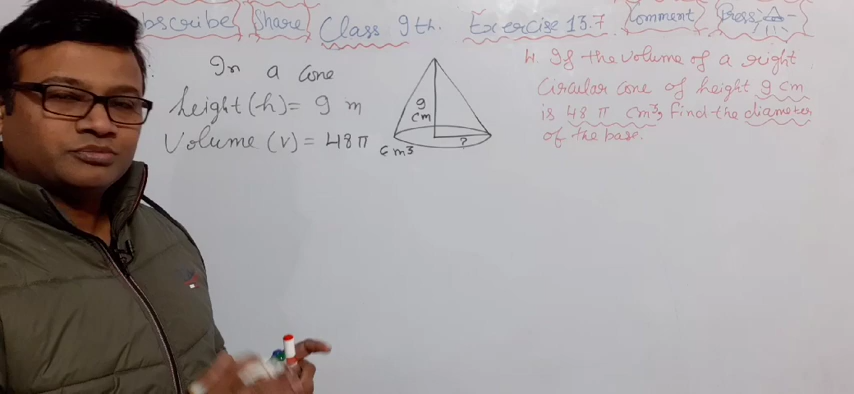 bscribe Share Class 9th. Exercise 13.7 Comment Press
In a cone
height (h) = 9 m
Volume (v) = 48π
cm³
9
cm
?
4. If the volume of a right
Circular cone of height 9 cm
is 48 π cm³, Find the diameter
of the base.